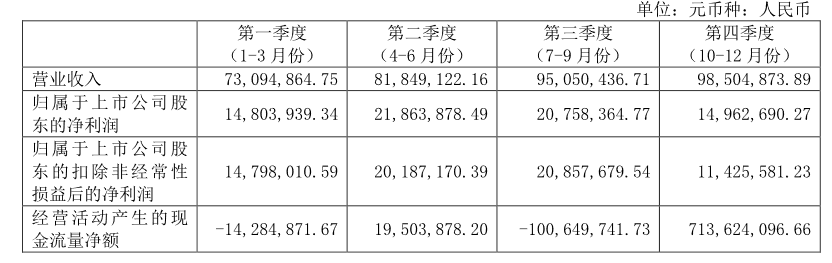 单位：元币种：人民币
第一季度 第二季度 第三季度 第四季度
（1-3 月份） （4-6 月份） （7-9 月份） （10-12 月份）
营业收入 73,094,864.75 81,849,122.16 95,050,436.71 98,504,873.89
归属于上市公司股
东的净利润 14,803,939.34 21,863,878.49 20,758,364.77 14,962,690.27
归属于上市公司股
东的扣除非经常性 14,798,010.59 20,187,170.39 20,857,679.54 11,425,581.23
损益后的净利润
经营活动产生的现
金流量净额 -14,284,871.67 19,503,878.20 -100,649,741.73 713,624,096.66